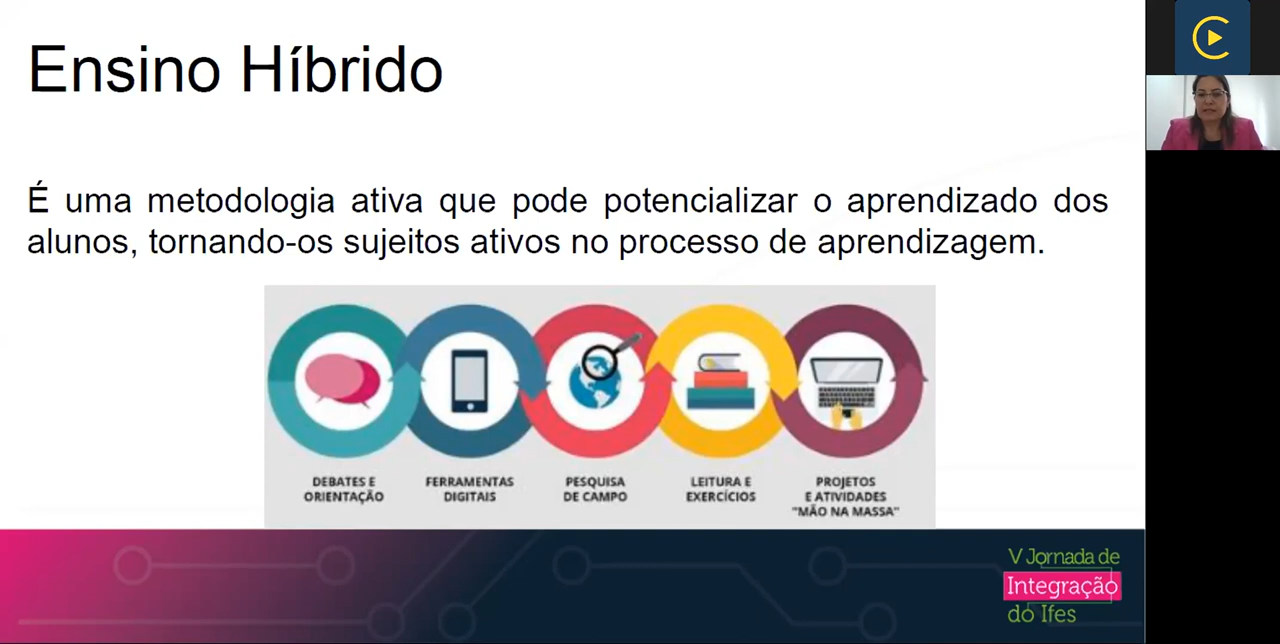 Ensino Híbrido
É uma metodologia ativa que pode potencializar o aprendizado dos
alunos, tornando-os sujeitos ativos no processo de aprendizagem.
DEBATES E
ORIENTAÇÃO
FERRAMENTAS
DIGITAIS
PESQUISA
DE CAMPO
LEITURA E
EXERCÍCIOS
PROJETOS
E ATIVIDADES
"MÃO NA MASSA"
V Jornada de
Integração
do Ifes